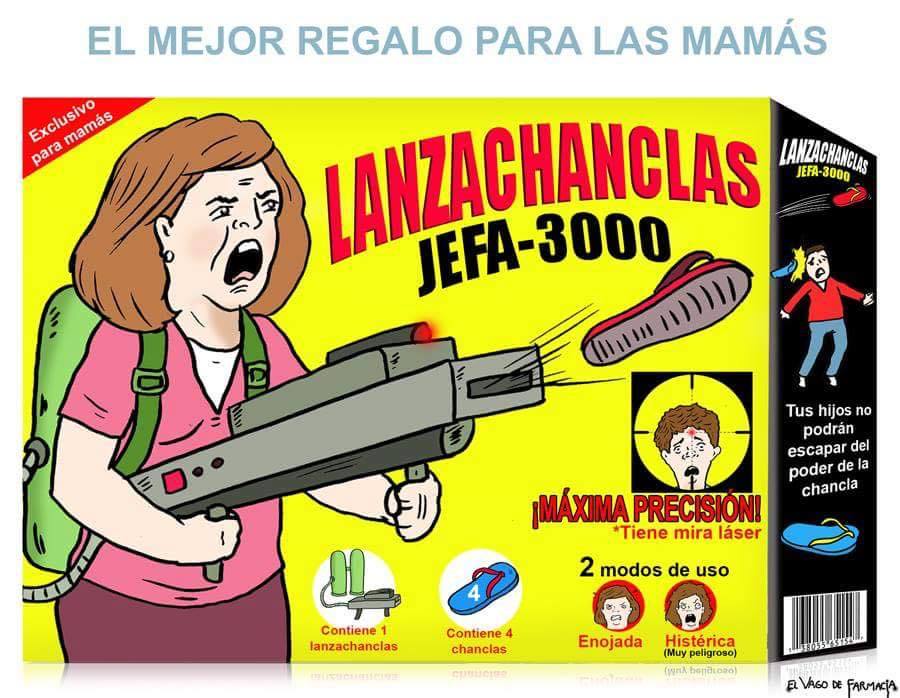 EL MEJOR REGALO PARA LAS MAMÁS
Exclusivo
para mamás
LANZACHANCLAS
JEFA-3000
¡MÁXIMA PRECISIÓN!
*Tiene mira láser
Contiene 1
lanzachanclas
4
Contiene 4
chanclas
2 modos de uso
Enojada
Histérica
(Muy peligroso)
LANZACHANCLAS
JEFA-3000
Tus hijos no
podrán
escapar del
poder de la
chancla
EL VAGO DE FARMACIA